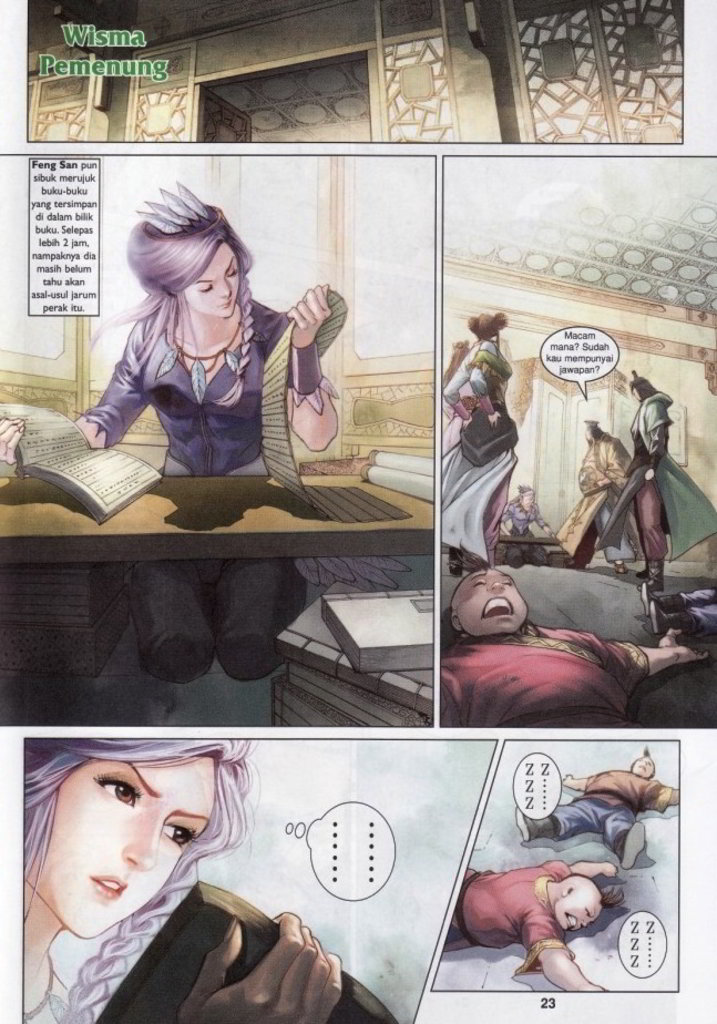 Wisma
Pemenung
Feng San pun
sibuk merujuk
buku-buku
yang tersimpan
di dalam bilik
buku. Selepas
lebih 2 jam,
nampaknya dia
masih belum
tahu akan
asal-usul jarum
perak itu.
Macam
mana? Sudah
kau mempunyai
jawapan?
Z Z
Z
Z
Z Z
Z
Z
23